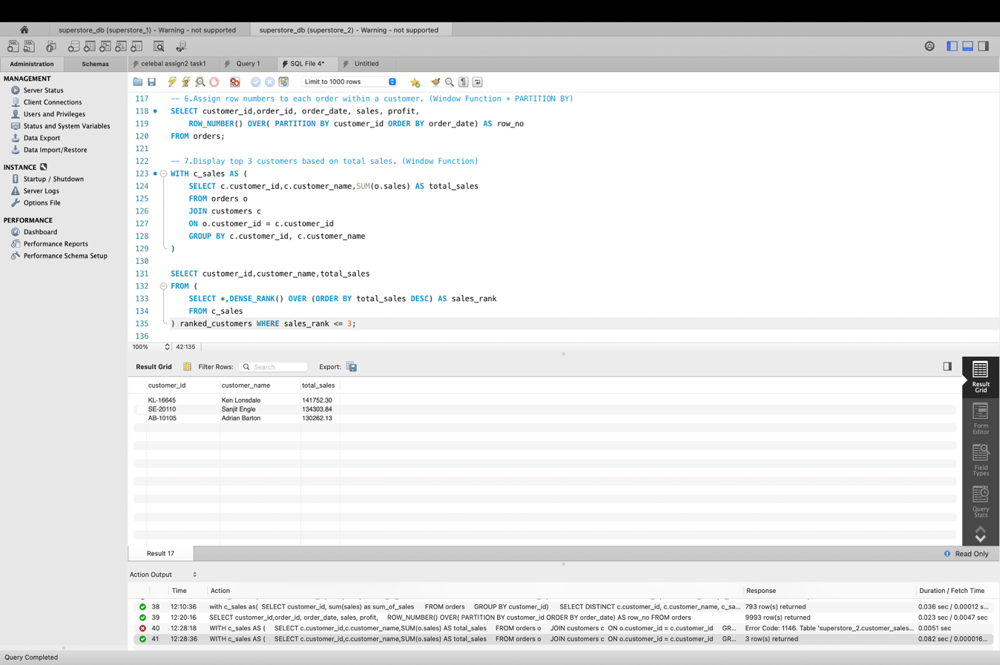 superstore_db (superstore_1) - Warning - not supported
superstore_db (superstore_2) - Warning - not supported
Administration
Schemas
celebal assign2 task1
Query 1
SQL File 4*
Untitled
MANAGEMENT
Server Status
Client Connections
Users and Privileges
Status and System Variables
Data Export
Data Import/Restore
INSTANCE
Startup / Shutdown
Server Logs
Options File
PERFORMANCE
Dashboard
Performance Reports
Performance Schema Setup
Limit to 1000 rows
117 -- 6.Assign row numbers to each order within a customer. (Window Function + PARTITION BY)
118 SELECT customer_id,order_id, order_date, sales, profit,
119 ROW_NUMBER() OVER( PARTITION BY customer_id ORDER BY order_date) AS row_no
120 FROM orders;
121
122 -- 7.Display top 3 customers based on total sales. (Window Function)
123 WITH c_sales AS (
124 SELECT c.customer_id,c.customer_name,SUM(o.sales) AS total_sales
125 FROM orders o
126 JOIN customers c
127 ON o.customer_id = c.customer_id
128 GROUP BY c.customer_id, c.customer_name
129 )
130
131 SELECT customer_id,customer_name,total_sales
132 FROM (
133 SELECT *,DENSE_RANK() OVER (ORDER BY total_sales DESC) AS sales_rank
134 FROM c_sales
135 ) ranked_customers WHERE sales_rank <= 3;
136
100% 42:135
Result Grid Filter Rows: Search Export:
customer_id customer_name total_sales
KL-16645 Ken Lonsdale 141752.30
SE-20110 Sanjit Engle 134303.84
AB-10105 Adrian Barton 130262.13
Result Grid
Form Editor
Field Types
Query Stats
Result 17
Read Only
Action Output
Time Action Response Duration / Fetch Time
38 12:10:36 with c_sales as( SELECT customer_id, sum(sales) as sum_of_sales FROM orders GROUP BY customer_id) SELECT DISTINCT c.customer_id, c.customer_name, c_sa... 793 row(s) returned 0.036 sec / 0.00012 s...
39 12:20:16 SELECT customer_id,order_id, order_date, sales, profit, ROW_NUMBER() OVER( PARTITION BY customer_id ORDER BY order_date) AS row_no FROM orders 9993 row(s) returned 0.023 sec / 0.0047 sec
40 12:28:18 WITH c_sales AS ( SELECT c.customer_id,c.customer_name,SUM(o.sales) AS total_sales FROM orders o JOIN customers c ON o.customer_id = c.customer_id GR... Error Code: 1146. Table 'superstore_2.customer_sales... 0.0051 sec
41 12:28:36 WITH c_sales AS ( SELECT c.customer_id,c.customer_name,SUM(o.sales) AS total_sales FROM orders o JOIN customers c ON o.customer_id = c.customer_id GR... 3 row(s) returned 0.082 sec / 0.000016...
Query Completed